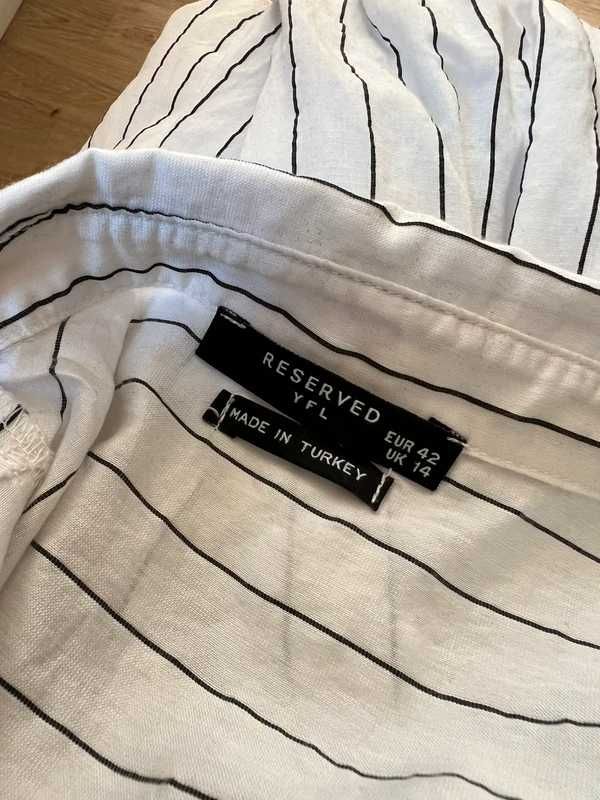 RESERVED
YFL
EUR 42
UK 14
MADE IN TURKEY